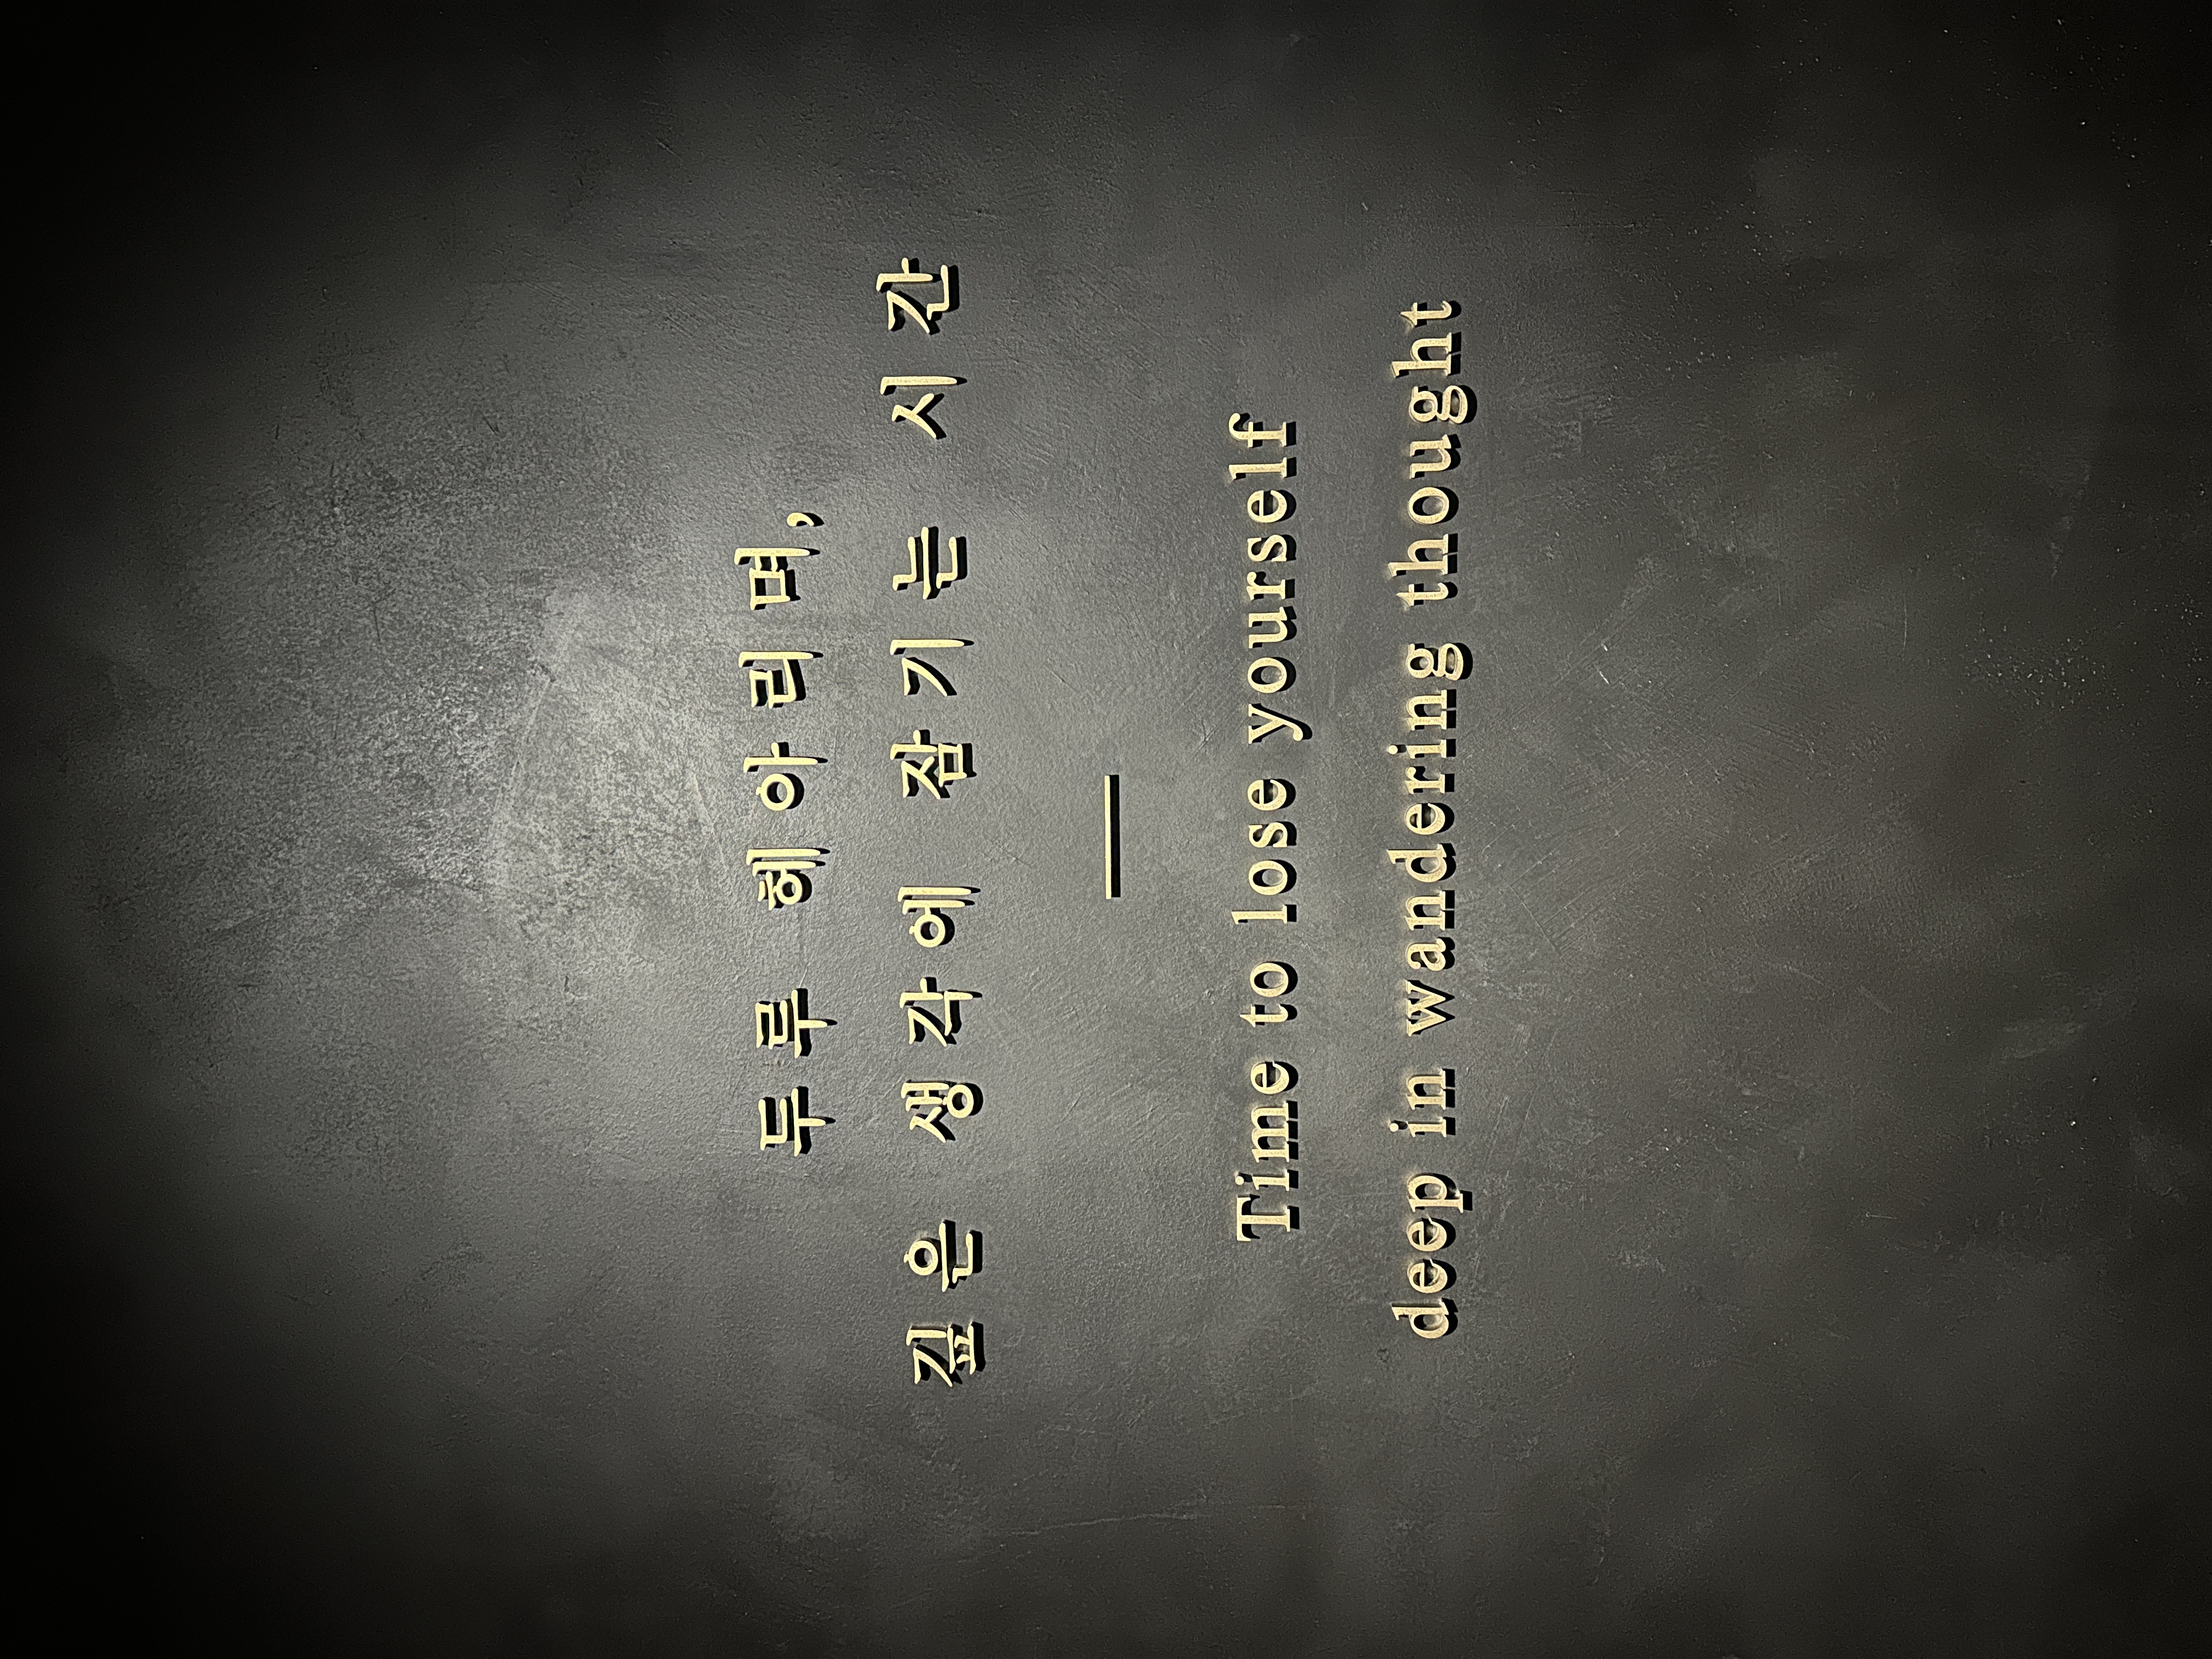 두루 헤아리며,
깊은 생각에 잠기는 시간
Time to lose yourself
deep in wandering thought